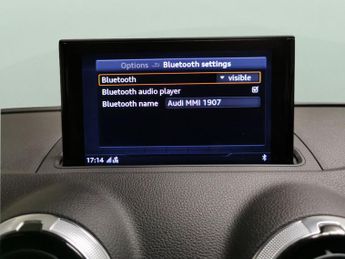 Options Bluetooth settings
Bluetooth visible
Bluetooth audio player
Bluetooth name Audi MMI 1907
17:14